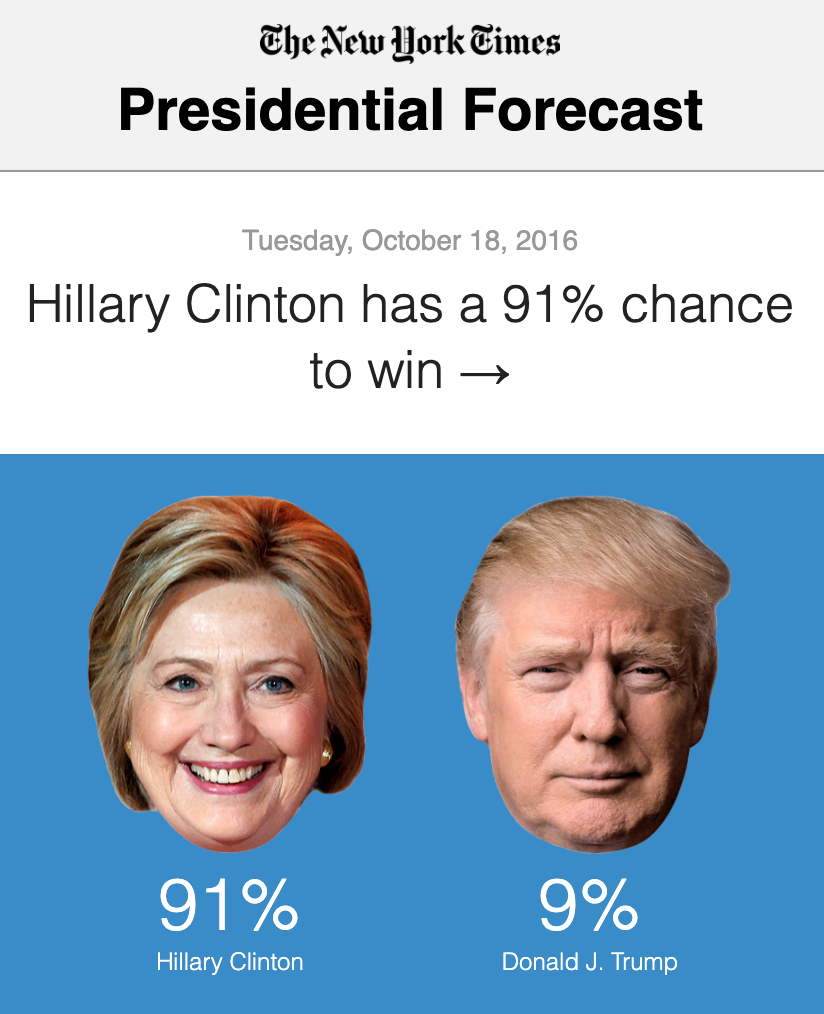 The New York Times
Presidential Forecast
Tuesday, October 18, 2016
Hillary Clinton has a 91% chance
to win →
91% 9%
Hillary Clinton Donald J. Trump